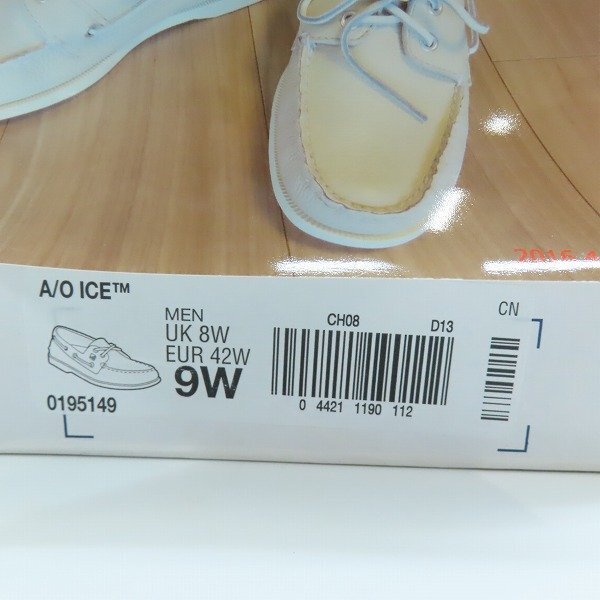 A/O ICE™
MEN
UK 8W
EUR 42W
9W
0195149
CH08 D13
0 4421 1190 112
CN